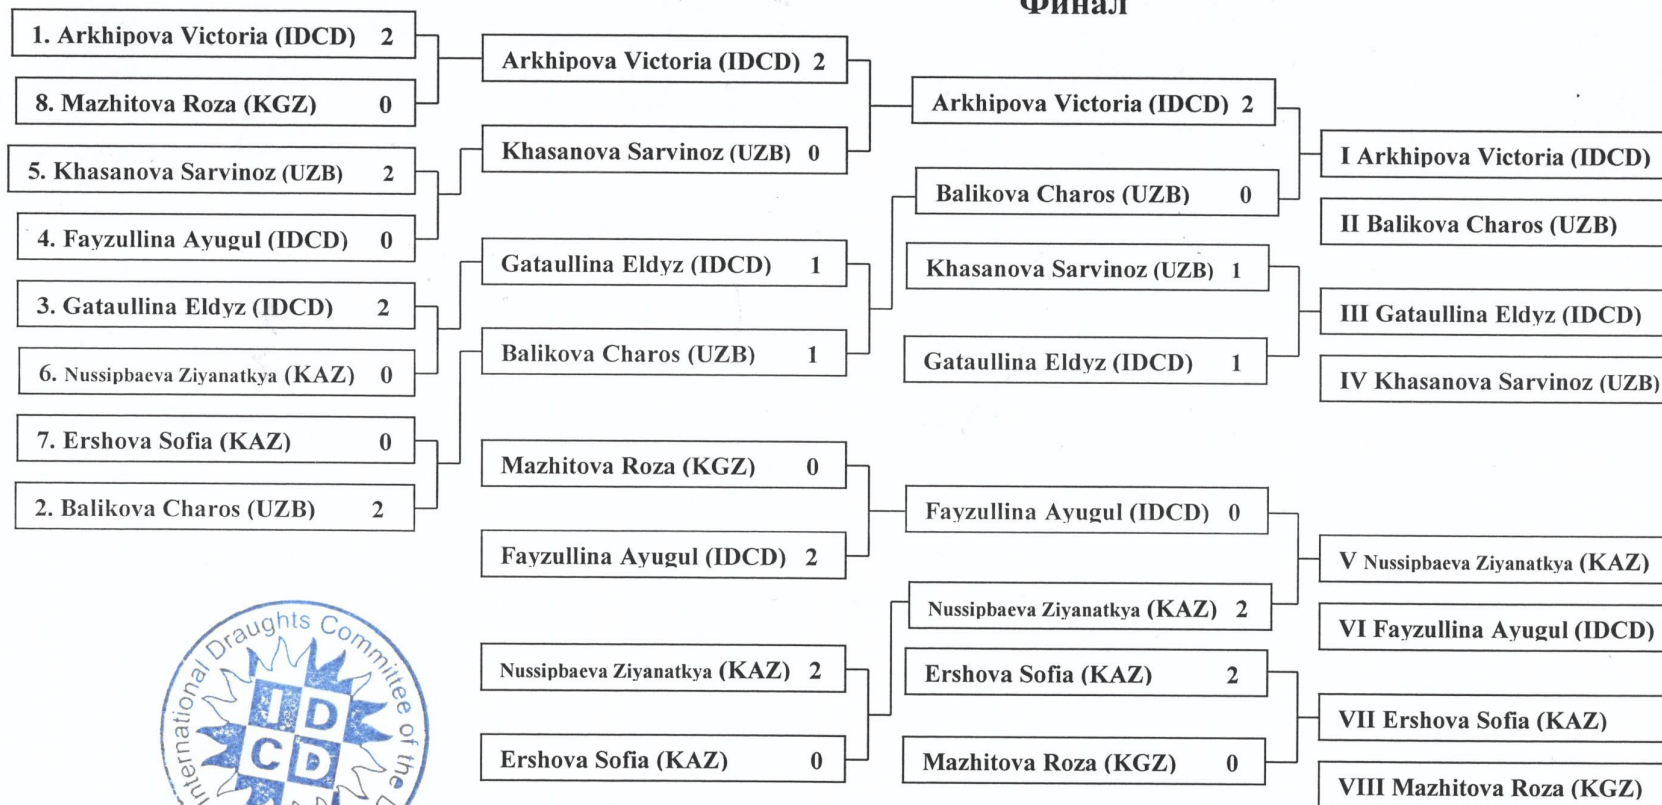 Финал
1. Arkhipova Victoria (IDCD) 2
8. Mazhitova Roza (KGZ) 0
5. Khasanova Sarvinoz (UZB) 2
4. Fayzullina Ayugul (IDCD) 0
3. Gataullina Eldyz (IDCD) 2
6. Nussipbaeva Ziyanatkya (KAZ) 0
7. Ershova Sofia (KAZ) 0
2. Balikova Charos (UZB) 2
Arkhipova Victoria (IDCD) 2
Khasanova Sarvinoz (UZB) 0
Gataullina Eldyz (IDCD) 1
Balikova Charos (UZB) 1
Mazhitova Roza (KGZ) 0
Fayzullina Ayugul (IDCD) 2
Nussipbaeva Ziyanatkya (KAZ) 2
Ershova Sofia (KAZ) 0
Arkhipova Victoria (IDCD) 2
Balikova Charos (UZB) 0
Khasanova Sarvinoz (UZB) 1
Gataullina Eldyz (IDCD) 1
Fayzullina Ayugul (IDCD) 0
Nussipbaeva Ziyanatkya (KAZ) 2
Ershova Sofia (KAZ) 2
Mazhitova Roza (KGZ) 0
I Arkhipova Victoria (IDCD)
II Balikova Charos (UZB)
III Gataullina Eldyz (IDCD)
IV Khasanova Sarvinoz (UZB)
V Nussipbaeva Ziyanatkya (KAZ)
VI Fayzullina Ayugul (IDCD)
VII Ershova Sofia (KAZ)
VIII Mazhitova Roza (KGZ)
International Draughts Committee of the
ID
CD